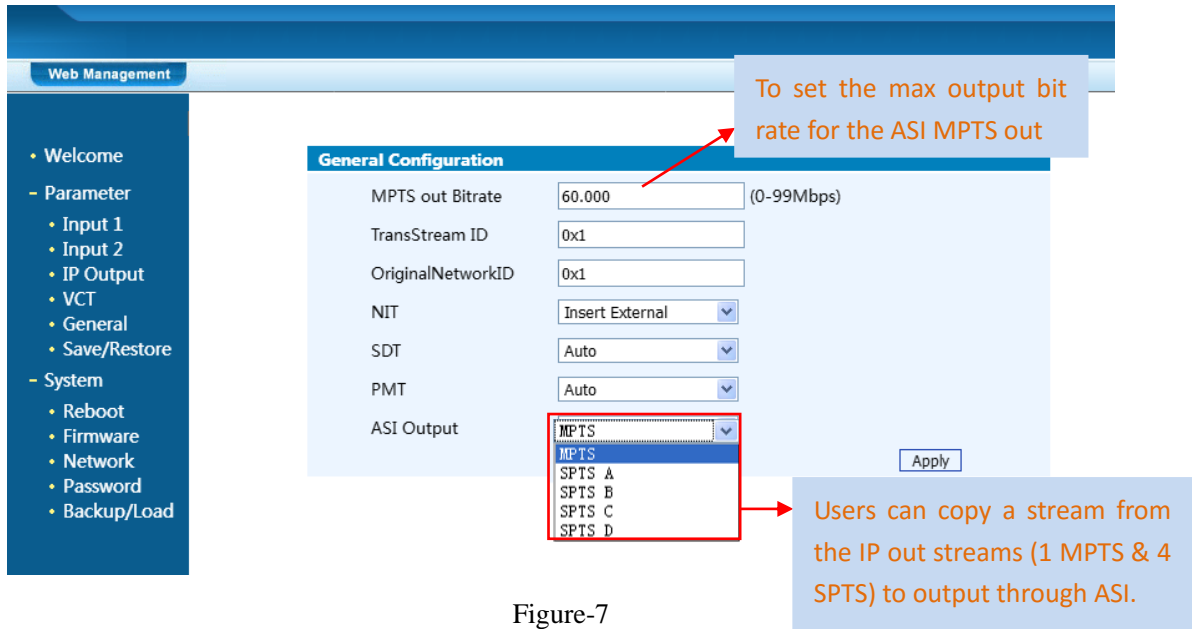 Web Management
To set the max output bit
rate for the ASI MPTS out
• Welcome
– Parameter
• Input 1
• Input 2
• IP Output
• VCT
• General
• Save/Restore
– System
• Reboot
• Firmware
• Network
• Password
• Backup/Load
General Configuration
MPTS out Bitrate 60.000 (0-99Mbps)
TransStream ID 0x1
OriginalNetworkID 0x1
NIT Insert External
SDT Auto
PMT Auto
ASI Output MPTS
MPTS
SPTS A
SPTS B
SPTS C
SPTS D
Apply
Users can copy a stream from
the IP out streams (1 MPTS & 4
SPTS) to output through ASI.
Figure-7